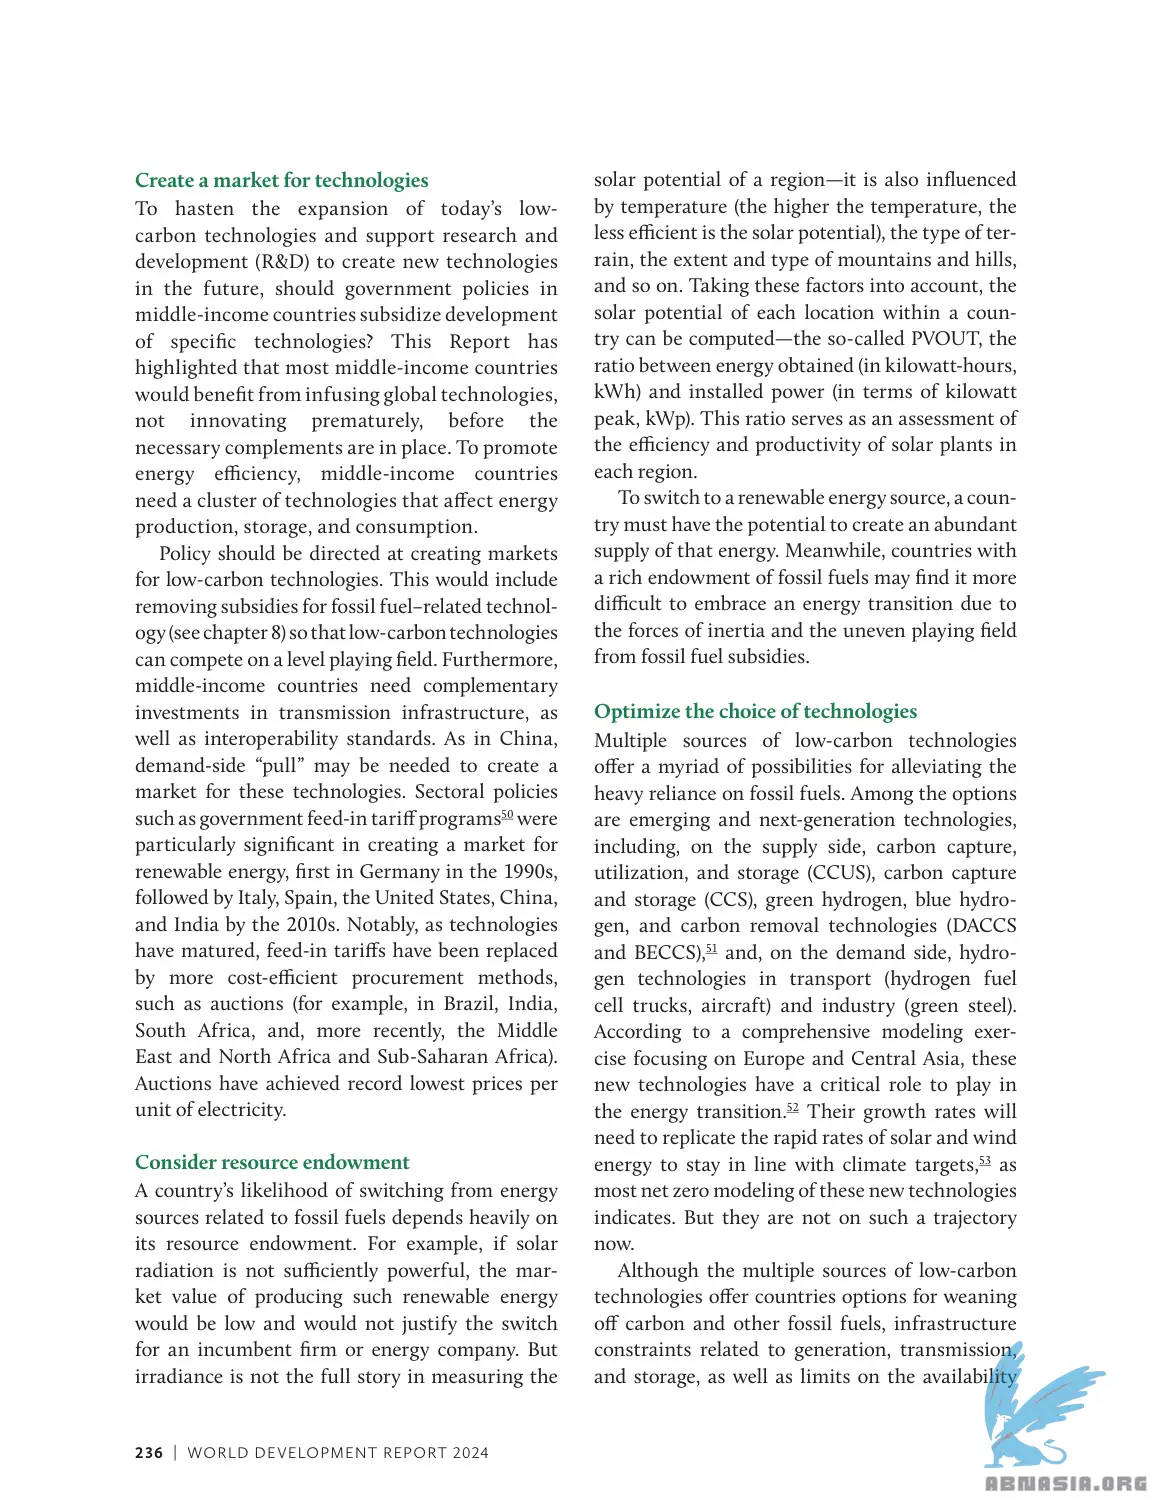 Create a market for technologies
To hasten the expansion of today's low-
carbon technologies and support research and
development (R&D) to create new technologies
in the future, should government policies in
middle-income countries subsidize development
of specific technologies? This Report has
highlighted that most middle-income countries
would benefit from infusing global technologies,
not innovating prematurely, before the
necessary complements are in place. To promote
energy efficiency, middle-income countries
need a cluster of technologies that affect energy
production, storage, and consumption.
Policy should be directed at creating markets
for low-carbon technologies. This would include
removing subsidies for fossil fuel–related technol-
ogy (see chapter 8) so that low-carbon technologies
can compete on a level playing field. Furthermore,
middle-income countries need complementary
investments in transmission infrastructure, as
well as interoperability standards. As in China,
demand-side “pull” may be needed to create a
market for these technologies. Sectoral policies
such as government feed-in tariff programs50 were
particularly significant in creating a market for
renewable energy, first in Germany in the 1990s,
followed by Italy, Spain, the United States, China,
and India by the 2010s. Notably, as technologies
have matured, feed-in tariffs have been replaced
by more cost-efficient procurement methods,
such as auctions (for example, in Brazil, India,
South Africa, and, more recently, the Middle
East and North Africa and Sub-Saharan Africa).
Auctions have achieved record lowest prices per
unit of electricity.
Consider resource endowment
A country's likelihood of switching from energy
sources related to fossil fuels depends heavily on
its resource endowment. For example, if solar
radiation is not sufficiently powerful, the mar-
ket value of producing such renewable energy
would be low and would not justify the switch
for an incumbent firm or energy company. But
irradiance is not the full story in measuring the
solar potential of a region—it is also influenced
by temperature (the higher the temperature, the
less efficient is the solar potential), the type of ter-
rain, the extent and type of mountains and hills,
and so on. Taking these factors into account, the
solar potential of each location within a coun-
try can be computed—the so-called PVOUT, the
ratio between energy obtained (in kilowatt-hours,
kWh) and installed power (in terms of kilowatt
peak, kWp). This ratio serves as an assessment of
the efficiency and productivity of solar plants in
each region.
To switch to a renewable energy source, a coun-
try must have the potential to create an abundant
supply of that energy. Meanwhile, countries with
a rich endowment of fossil fuels may find it more
difficult to embrace an energy transition due to
the forces of inertia and the uneven playing field
from fossil fuel subsidies.
Optimize the choice of technologies
Multiple sources of low-carbon technologies
offer a myriad of possibilities for alleviating the
heavy reliance on fossil fuels. Among the options
are emerging and next-generation technologies,
including, on the supply side, carbon capture,
utilization, and storage (CCUS), carbon capture
and storage (CCS), green hydrogen, blue hydro-
gen, and carbon removal technologies (DACCS
and BECCS),51 and, on the demand side, hydro-
gen technologies in transport (hydrogen fuel
cell trucks, aircraft) and industry (green steel).
According to a comprehensive modeling exer-
cise focusing on Europe and Central Asia, these
new technologies have a critical role to play in
the energy transition.52 Their growth rates will
need to replicate the rapid rates of solar and wind
energy to stay in line with climate targets,53 as
most net zero modeling of these new technologies
indicates. But they are not on such a trajectory
now.
Although the multiple sources of low-carbon
technologies offer countries options for weaning
off carbon and other fossil fuels, infrastructure
constraints related to generation, transmission,
and storage, as well as limits on the availability
236 | WORLD DEVELOPMENT REPORT 2024
ABNASIA.ORG